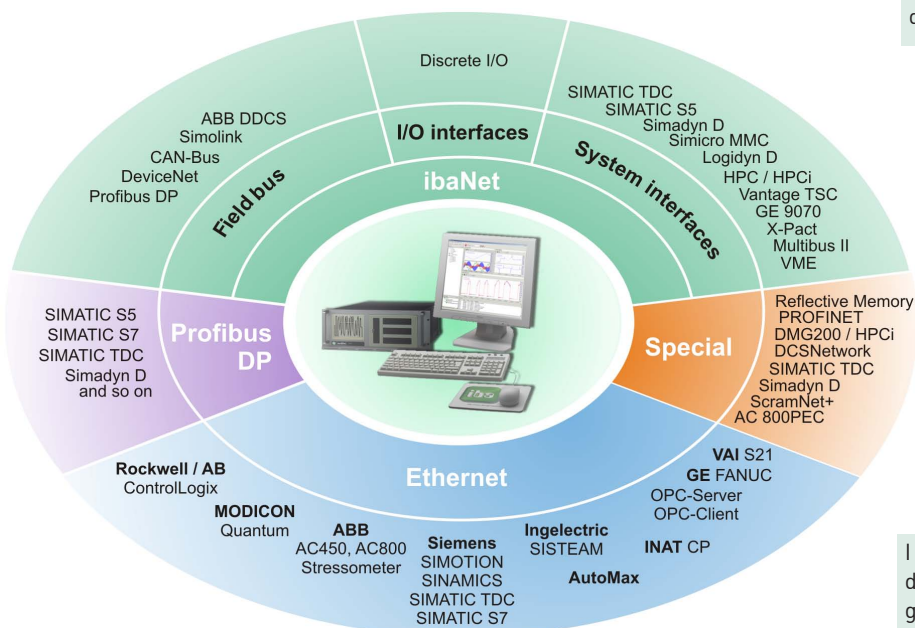 Discrete I/O
I/O interfaces
ABB DDCS
Simolink
CAN-Bus
DeviceNet
Profibus DP
Field bus
SIMATIC TDC
SIMATIC S5
Simadyn D
Simicro MMC
Logidyn D
HPC / HPCi
Vantage TSC
GE 9070
X-Pact
Multibus II
VME
System interfaces
ibaNet
SIMATIC S5
SIMATIC S7
SIMATIC TDC
Simadyn D
and so on
Profibus
DP
iba
Special
Reflective Memory
PROFINET
DMG200 / HPCi
DCSNetwork
SIMATIC TDC
Simadyn D
ScramNet+
AC 800PEC
Ethernet
Rockwell / AB
ControlLogix
MODICON
Quantum
ABB
AC450, AC800
Stressometer
Siemens
SIMOTION
SINAMICS
SIMATIC TDC
SIMATIC S7
Ingelectric
SISTEAM
AutoMax
INAT CP
VAI S21
GE FANUC
OPC-Server
OPC-Client